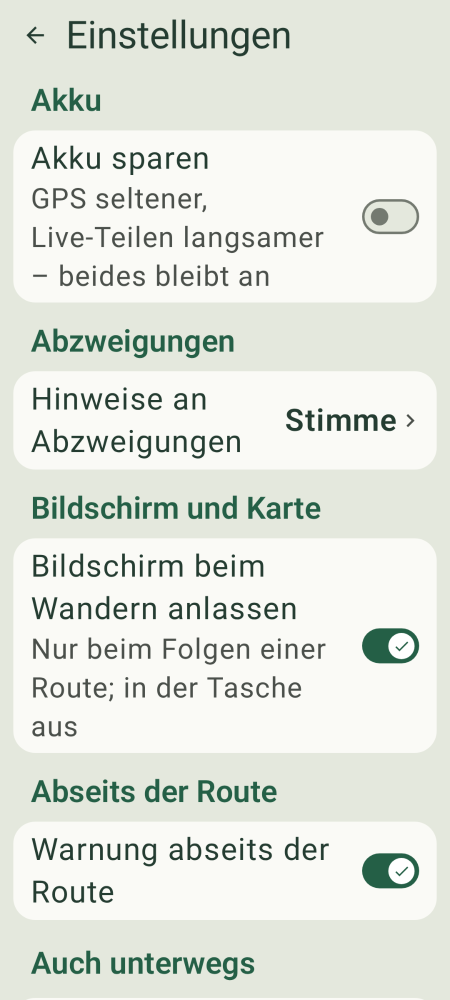 Einstellungen
Akku
Akku sparen
GPS seltener,
Live-Teilen langsamer
– beides bleibt an
Abzweigungen
Hinweise an
Abzweigungen
Stimme
Bildschirm und Karte
Bildschirm beim
Wandern anlassen
Nur beim Folgen einer
Route; in der Tasche
aus
Abseits der Route
Warnung abseits der
Route
Auch unterwegs